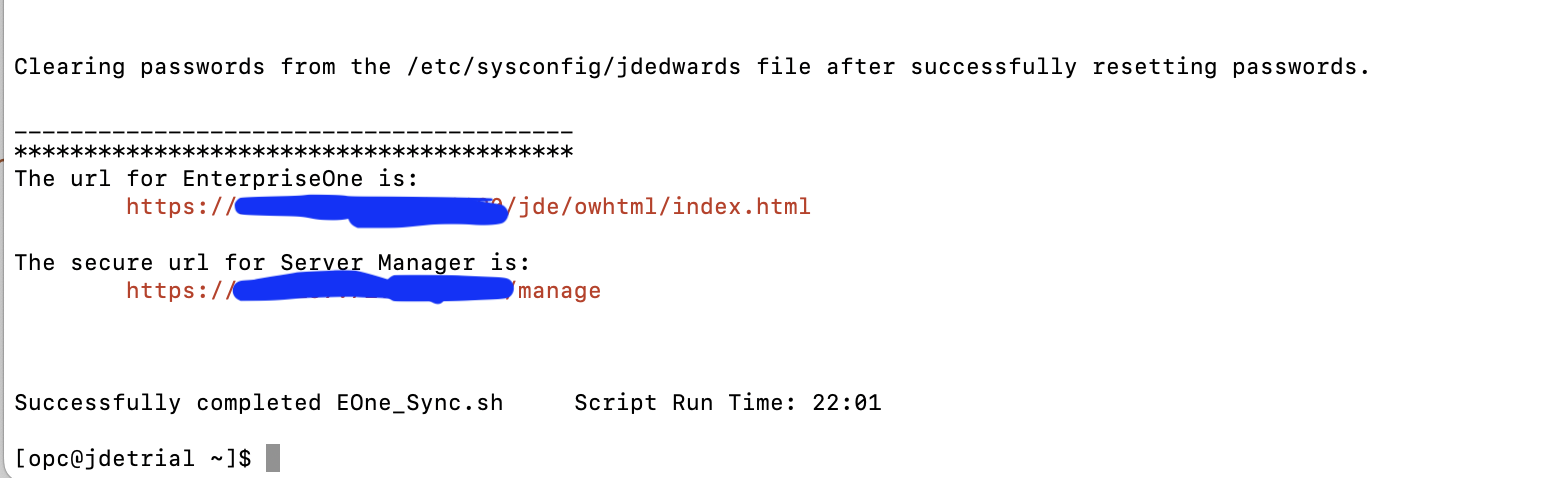 Clearing passwords from the /etc/sysconfig/jdedwards file after successfully resetting passwords.
----------------------------------------
****************************************
The url for EnterpriseOne is:
https:// /jde/owhtml/index.html
The secure url for Server Manager is:
https:// /manage
Successfully completed EOne_Sync.sh     Script Run Time: 22:01
[opc@jdetrial ~]$